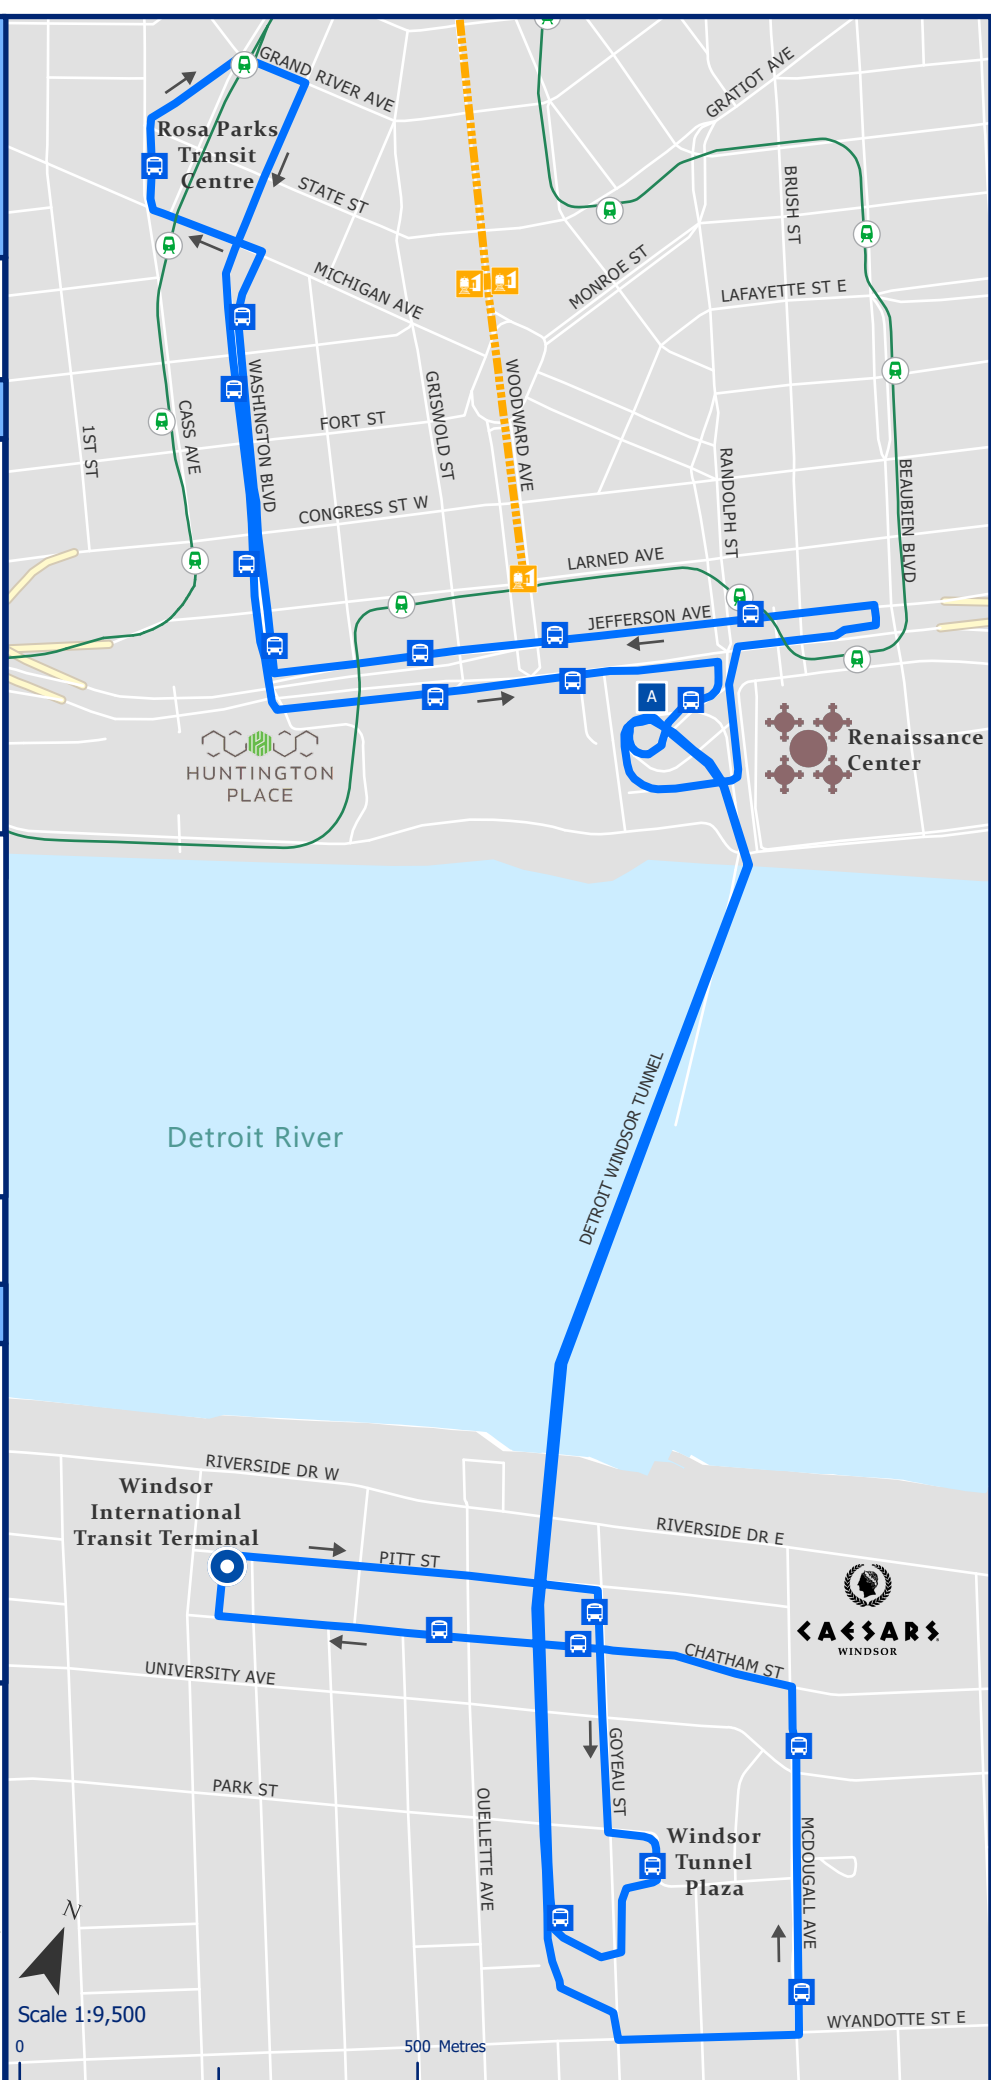 GRAND RIVER AVE
GRATIOT AVE
Rosa Parks
Transit
Centre
STATE ST
BRUSH ST
MICHIGAN AVE
MONROE ST
LAFAYETTE ST E
WASHINGTON BLVD
WOODWARD AVE
GRISWOLD ST
CASS AVE
1ST ST
FORT ST
RANDOLPH ST
BEAUBIEN BLVD
CONGRESS ST W
LARNED AVE
JEFFERSON AVE
A
HUNTINGTON
PLACE
Renaissance
Center
Detroit River
DETROIT WINDSOR TUNNEL
RIVERSIDE DR W
Windsor
International
Transit Terminal
RIVERSIDE DR E
PITT ST
CAESARS
WINDSOR
CHATHAM ST
UNIVERSITY AVE
GOYEAU ST
PARK ST
OUELLETTE AVE
Windsor
Tunnel
Plaza
MCDOUGALL AVE
N
Scale 1:9,500
WYANDOTTE ST E
0
500 Metres